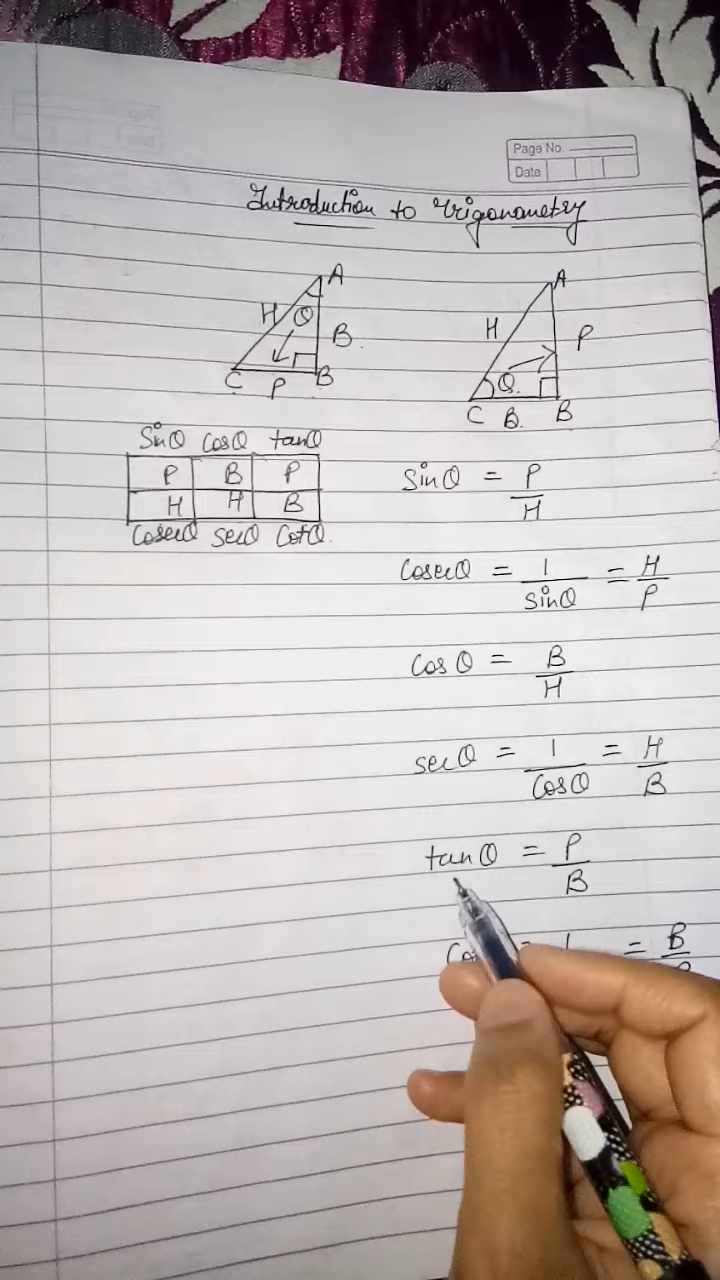 Page No.
Date
Introduction to Trigonometry
A
H θ
B
C P B
A
H P
θ
C B B
sinθ cosθ tanθ
P B P
H H B
cosecθ secθ cotθ
sinθ = P/H
cosecθ = 1/sinθ = H/P
cosθ = B/H
secθ = 1/cosθ = H/B
tanθ = P/B
= 1 = B